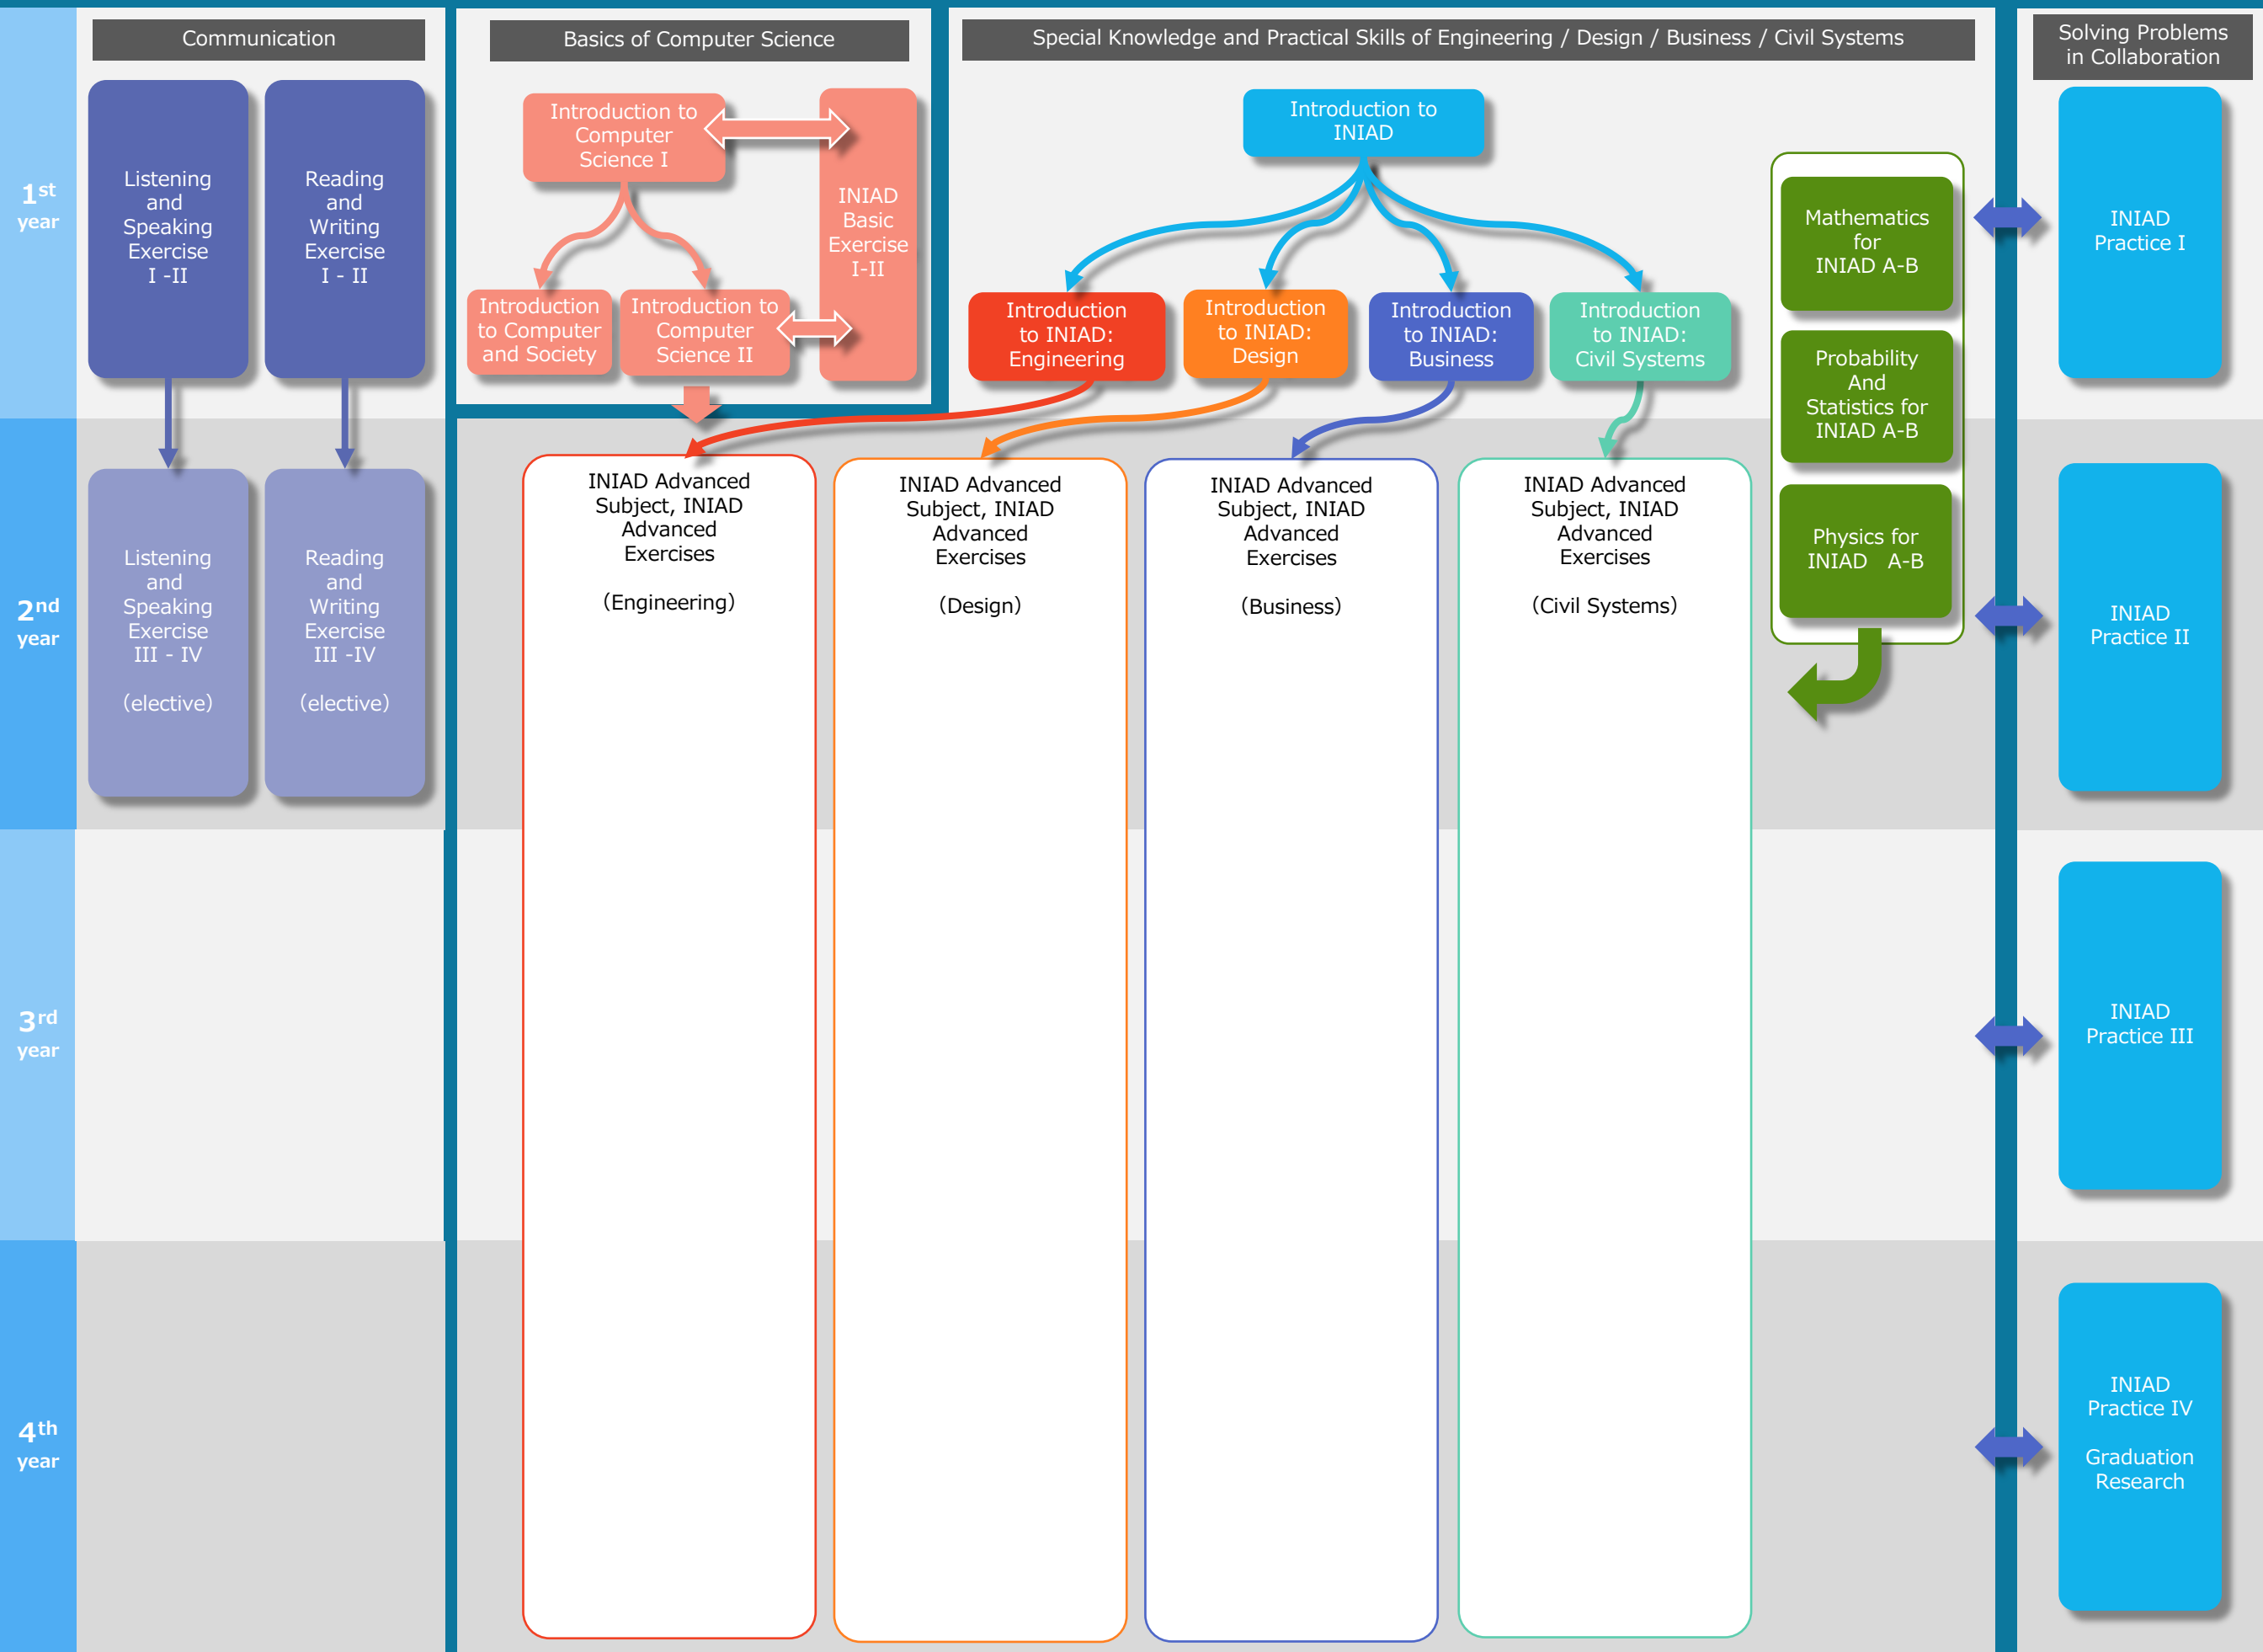 Communication
Basics of Computer Science
Special Knowledge and Practical Skills of Engineering / Design / Business / Civil Systems
Solving Problems
in Collaboration
1st
year
Listening
and
Speaking
Exercise
I -II
Reading
and
Writing
Exercise
I - II
Introduction to
Computer
Science I
INIAD
Basic
Exercise
I-II
Introduction
to Computer
and Society
Introduction to
Computer
Science II
Introduction to
INIAD
Introduction
to INIAD:
Engineering
Introduction
to INIAD:
Design
Introduction
to INIAD:
Business
Introduction
to INIAD:
Civil Systems
Mathematics
for
INIAD A-B
Probability
And
Statistics for
INIAD A-B
Physics for
INIAD A-B
INIAD
Practice I
2nd
year
Listening
and
Speaking
Exercise
III - IV
(elective)
Reading
and
Writing
Exercise
III -IV
(elective)
INIAD Advanced
Subject, INIAD
Advanced
Exercises
(Engineering)
INIAD Advanced
Subject, INIAD
Advanced
Exercises
(Design)
INIAD Advanced
Subject, INIAD
Advanced
Exercises
(Business)
INIAD Advanced
Subject, INIAD
Advanced
Exercises
(Civil Systems)
INIAD
Practice II
3rd
year
INIAD
Practice III
4th
year
INIAD
Practice IV
Graduation
Research